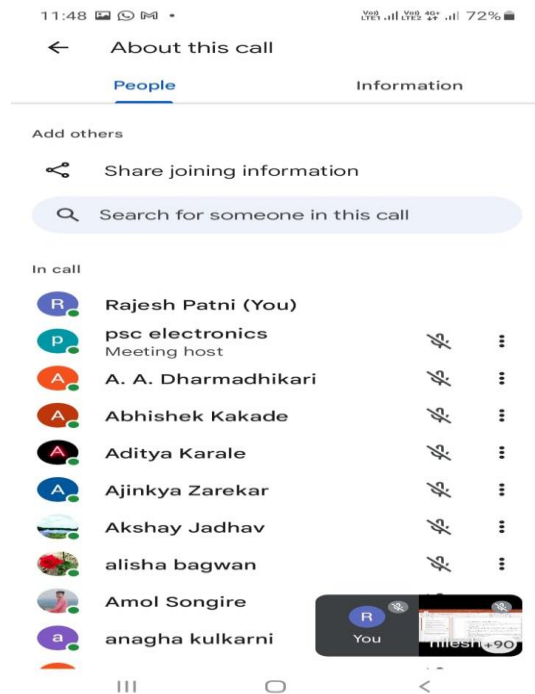 11:48
72%
About this call
People Information
Add others
Share joining information
Search for someone in this call
In call
R Rajesh Patni (You)
p psc electronics
Meeting host
A A. A. Dharmadhikari
A Abhishek Kakade
A Aditya Karale
A Ajinkya Zarekar
Akshay Jadhav
alisha bagwan
Amol Songire
a anagha kulkarni
R
You
+90